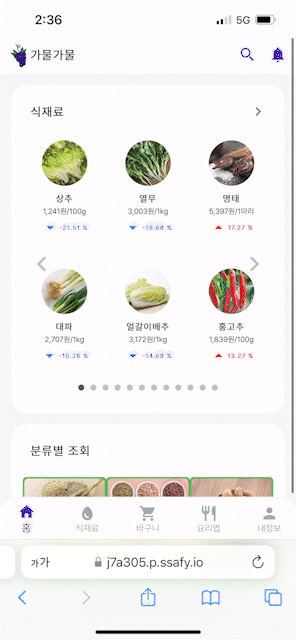 2:36
5G
가물가물
식재료
상추
열무
명태
1,241원/100g
3,003원/1kg
5,397원/1마리
-21.51 %
-18.68 %
17.27 %
대파
얼갈이배추
홍고추
2,707원/1kg
3,172원/1kg
1,839원/100g
-15.25 %
-14.63 %
13.27 %
분류별 조회
홈
식재료
바구니
요리법
내정보
가가
j7a305.p.ssafy.io